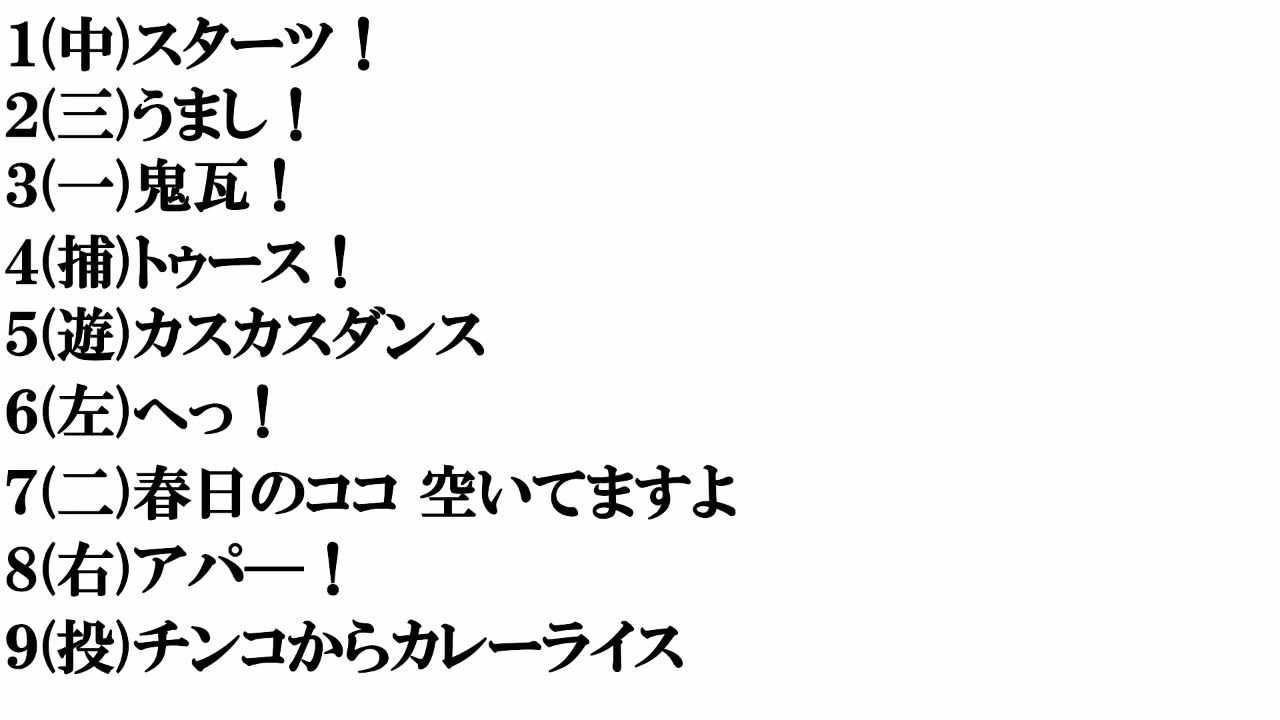 1(中)スターツ！
2(三)うまし！
3(一)鬼瓦！
4(捕)トゥース！
5(遊)カスカスダンス
6(左)へっ！
7(二)春日のココ 空いてますよ
8(右)アパ―！
9(投)チンコからカレーライス